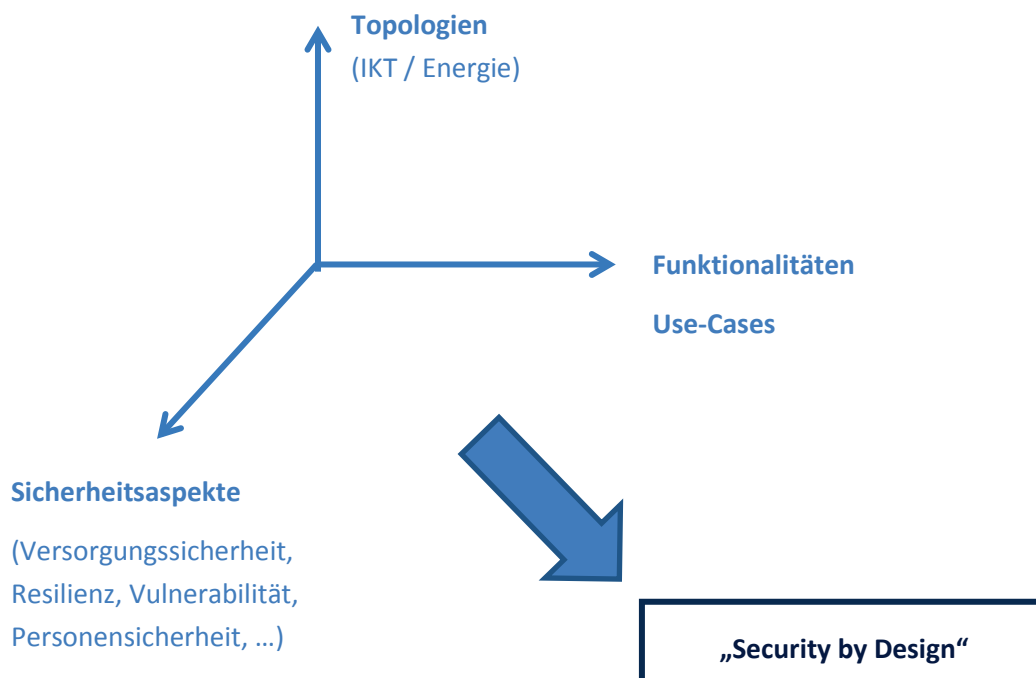 Topologien
(IKT / Energie)
Funktionalitäten
Use-Cases
Sicherheitsaspekte
(Versorgungssicherheit,
Resilienz, Vulnerabilität,
Personensicherheit, …)
„Security by Design“